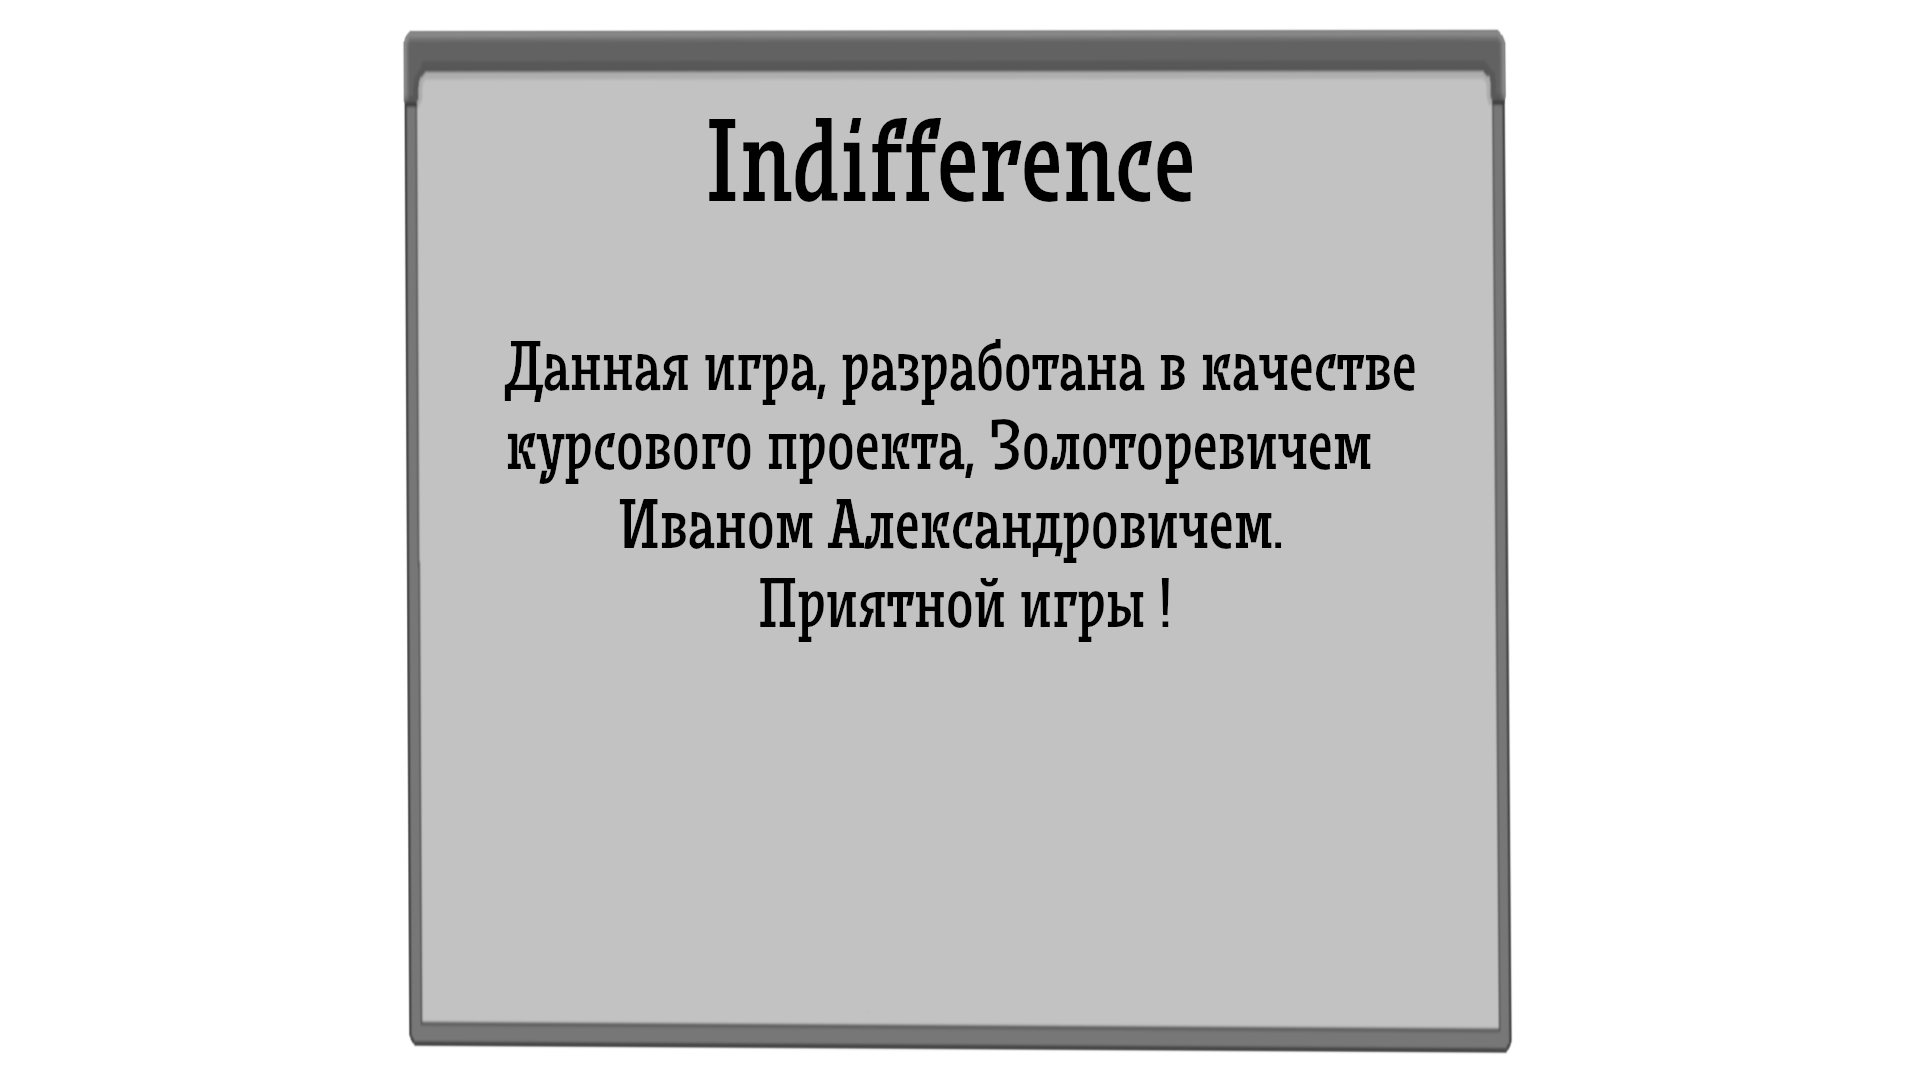 Indifference
Данная игра, разработана в качестве
курсового проекта, Золоторевичем
Иваном Александровичем.
Приятной игры !